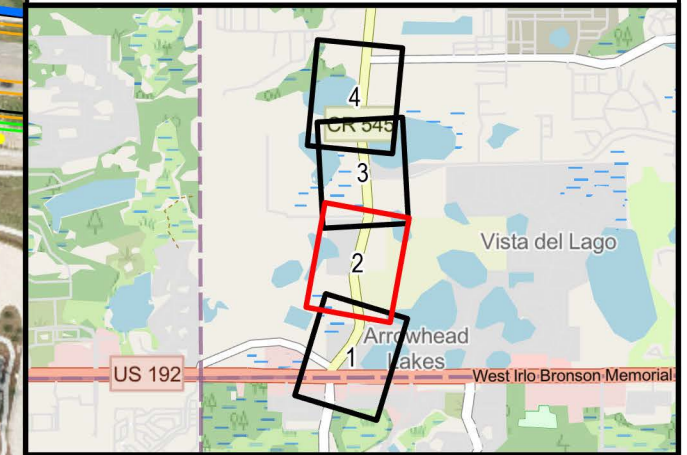 4
CR 545
3
Vista del Lago
2
Arrowhead
Lakes
1
US 192
West Irlo Bronson Memorial